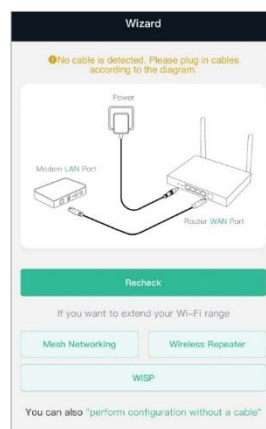 Wizard
No cable is detected. Please plug in cables
according to the diagram.
Power
Modem LAN Port
Router WAN Port
Recheck
If you want to extend your Wi-Fi range
Mesh Networking
Wireless Repeater
WISP
You can also "perform configuration without a cable"